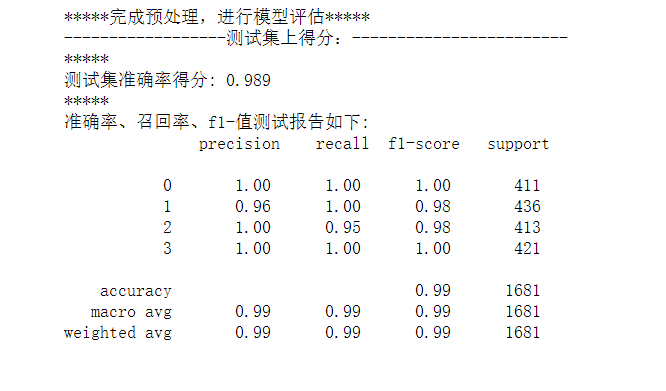 *****完成预处理，进行模型评估*****
------------------测试集上得分：------------------------
*****
测试集准确率得分: 0.989
*****
准确率、召回率、f1-值测试报告如下:
precision recall f1-score support
0 1.00 1.00 1.00 411
1 0.96 1.00 0.98 436
2 1.00 0.95 0.98 413
3 1.00 1.00 1.00 421
accuracy 0.99 1681
macro avg 0.99 0.99 0.99 1681
weighted avg 0.99 0.99 0.99 1681